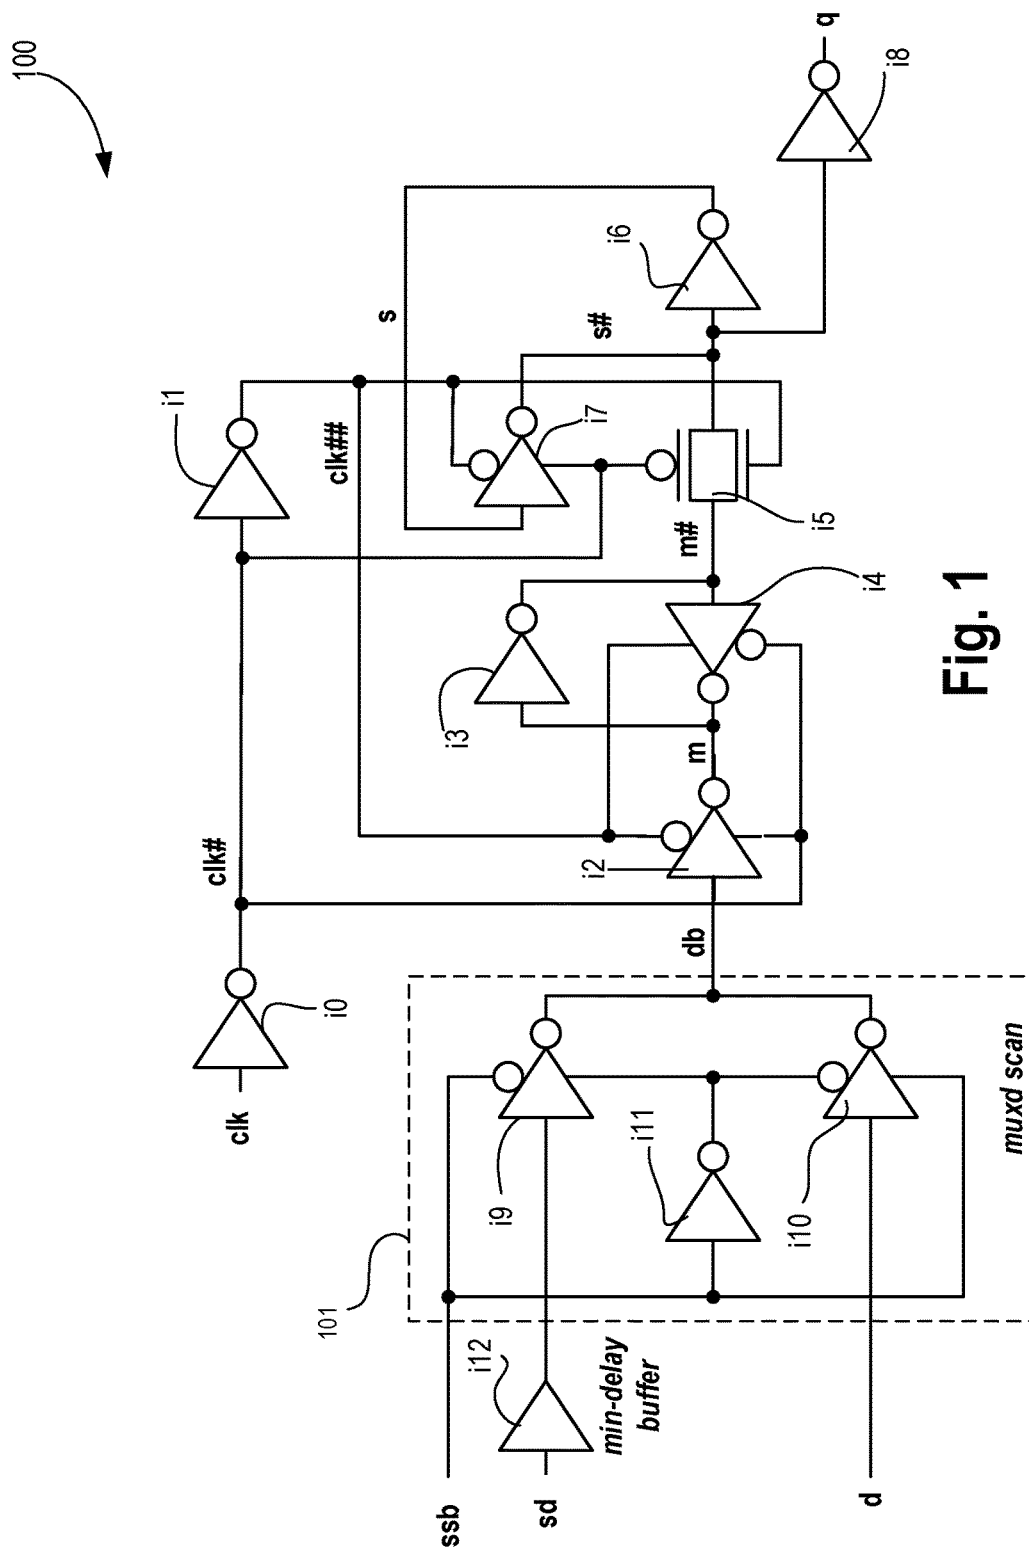 100
clk
i0
clk#
i1
clk##
s
i7
s#
i6
i8
q
i3
m
m#
i4
i5
i2
db
101
ssb
sd
d
i12
min-delay
buffer
i9
i11
i10
muxd scan
Fig. 1